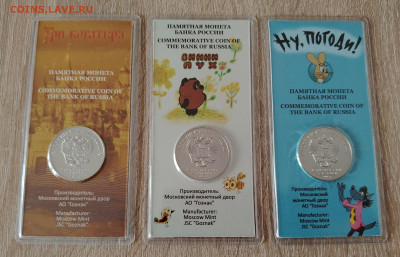 COINS.LAVE.RU
Три богатыря
ПАМЯТНАЯ МОНЕТА
БАНКА РОССИИ
COMMEMORATIVE COIN OF
THE BANK OF RUSSIA
Производитель:
Московский монетный двор
АО "Гознак"
Manufacturer:
Moscow Mint
JSC "Goznak"
ПАМЯТНАЯ МОНЕТА
БАНКА РОССИИ
COMMEMORATIVE COIN OF
THE BANK OF RUSSIA
ВИННИ
ПУХ
Производитель:
Московский монетный двор
АО "Гознак"
Manufacturer:
Moscow Mint
JSC "Goznak"
Ну, погоди!
ПАМЯТНАЯ МОНЕТА
БАНКА РОССИИ
COMMEMORATIVE COIN OF
THE BANK OF RUSSIA
Производитель:
Московский монетный двор
АО "Гознак"
Manufacturer:
Moscow Mint
JSC "Goznak"